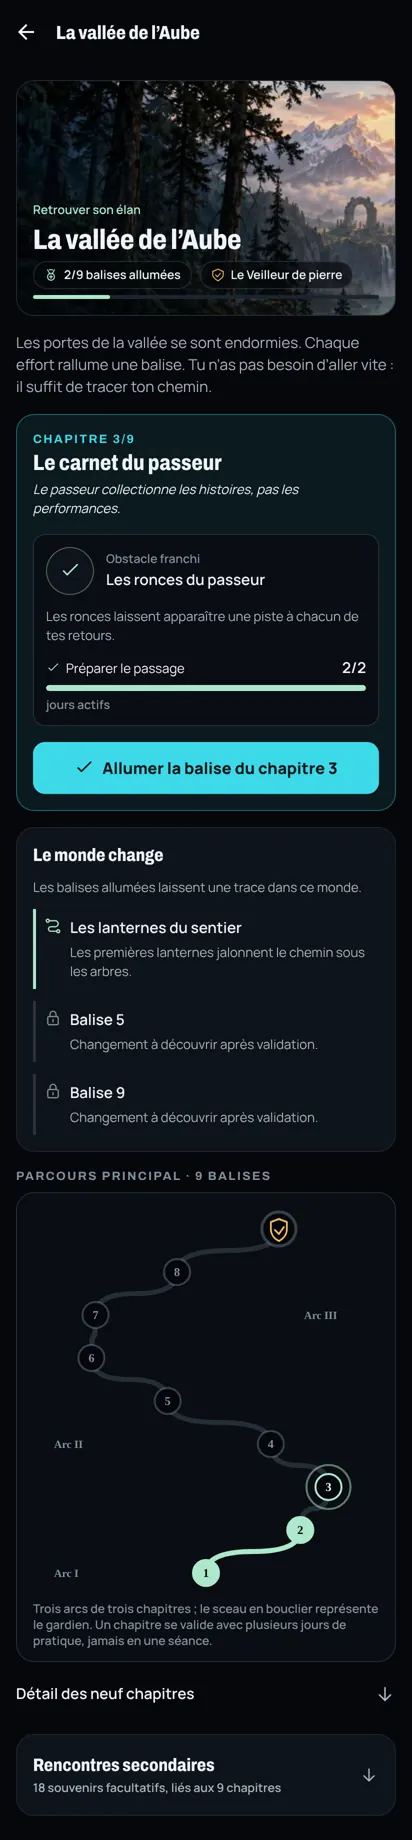 La vallée de l’Aube
Retrouver son élan
La vallée de l’Aube
2/9 balises allumées
Le Veilleur de pierre
Les portes de la vallée se sont endormies. Chaque
effort rallume une balise. Tu n'as pas besoin d'aller vite :
il suffit de tracer ton chemin.
CHAPITRE 3/9
Le carnet du passeur
Le passeur collectionne les histoires, pas les
performances.
Obstacle franchi
Les ronces du passeur
Les ronces laissent apparaître une piste à chacun de
tes retours.
Préparer le passage 2/2
jours actifs
Allumer la balise du chapitre 3
Le monde change
Les balises allumées laissent une trace dans ce monde.
Les lanternes du sentier
Les premières lanternes jalonnent le chemin sous
les arbres.
Balise 5
Changement à découvrir après validation.
Balise 9
Changement à découvrir après validation.
PARCOURS PRINCIPAL · 9 BALISES
8
7
Arc III
6
5
Arc II
4
3
2
Arc I
1
Trois arcs de trois chapitres ; le sceau en bouclier représente
le gardien. Un chapitre se valide avec plusieurs jours de
pratique, jamais en une séance.
Détail des neuf chapitres
Rencontres secondaires
18 souvenirs facultatifs, liés aux 9 chapitres